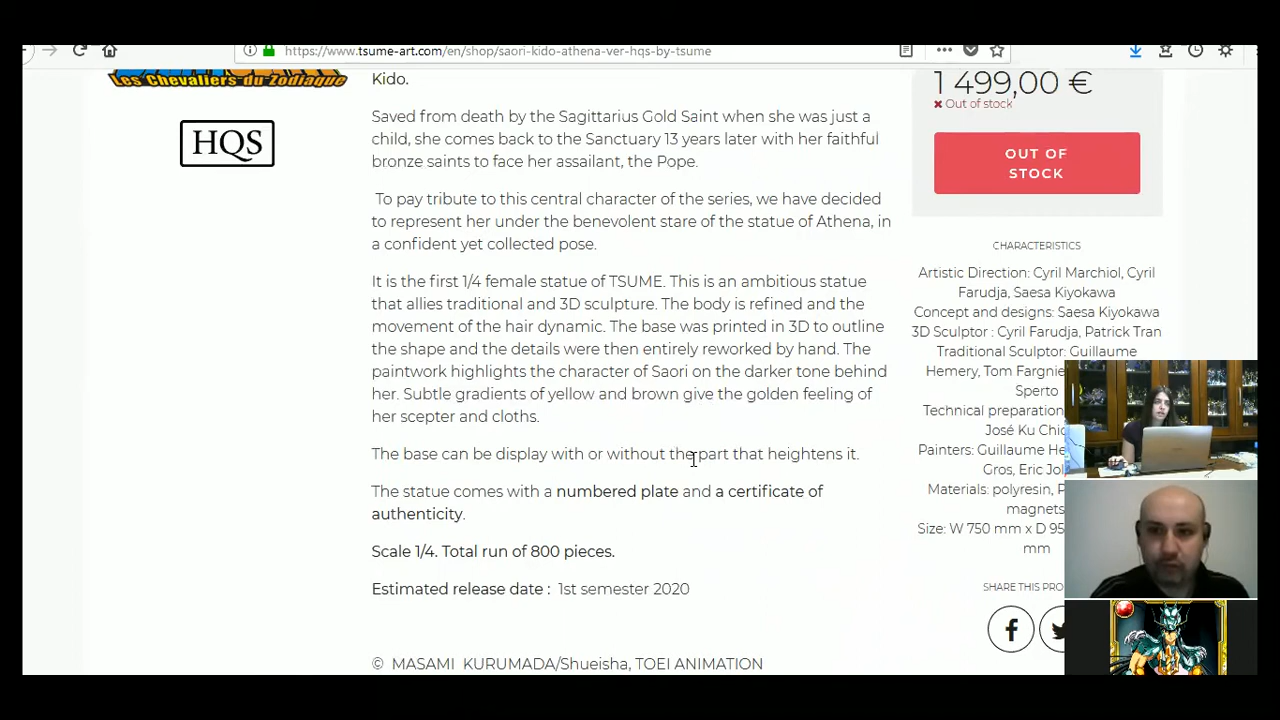 https://www.tsume-art.com/en/shop/saori-kido-athena-ver-hqs-by-tsume
Les Chevaliers du Zodiaque
HQS
Kido.
Saved from death by the Sagittarius Gold Saint when she was just a
child, she comes back to the Sanctuary 13 years later with her faithful
bronze saints to face her assailant, the Pope.
To pay tribute to this central character of the series, we have decided
to represent her under the benevolent stare of the statue of Athena, in
a confident yet collected pose.
It is the first 1/4 female statue of TSUME. This is an ambitious statue
that allies traditional and 3D sculpture. The body is refined and the
movement of the hair dynamic. The base was printed in 3D to outline
the shape and the details were then entirely reworked by hand. The
paintwork highlights the character of Saori on the darker tone behind
her. Subtle gradients of yellow and brown give the golden feeling of
her scepter and cloths.
The base can be display with or without the part that heightens it.
The statue comes with a numbered plate and a certificate of
authenticity.
Scale 1/4. Total run of 800 pieces.
Estimated release date : 1st semester 2020
© MASAMI KURUMADA/Shueisha, TOEI ANIMATION
1 499,00 €
Out of stock
OUT OF
STOCK
CHARACTERISTICS
Artistic Direction: Cyril Marchiol, Cyril
Farudja, Saesa Kiyokawa
Concept and designs: Saesa Kiyokawa
3D Sculptor : Cyril Farudja, Patrick Tran
Traditional Sculptor: Guillaume
Hemery, Tom Fargnie
Sperto
Technical preparation
José Ku Chic
Painters: Guillaume He
Gros, Eric Jol
Materials: polyresin, P
magnets
Size: W 750 mm x D 95
mm
SHARE THIS PRO